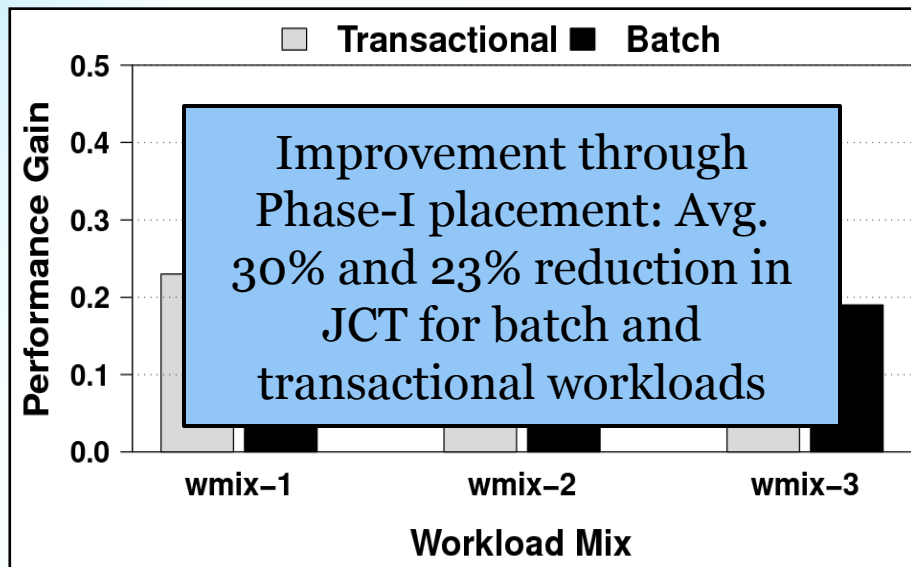 Transactional Batch
0.5
0.4
0.3
0.2
0.1
0.0
Performance Gain
Improvement through
Phase-I placement: Avg.
30% and 23% reduction in
JCT for batch and
transactional workloads
wmix-1 wmix-2 wmix-3
Workload Mix